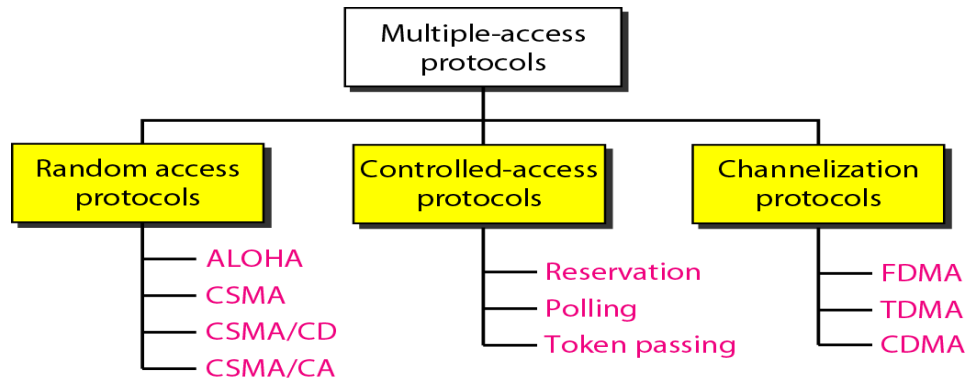 Multiple-access
protocols
Random access
protocols
ALOHA
CSMA
CSMA/CD
CSMA/CA
Controlled-access
protocols
Reservation
Polling
Token passing
Channelization
protocols
FDMA
TDMA
CDMA